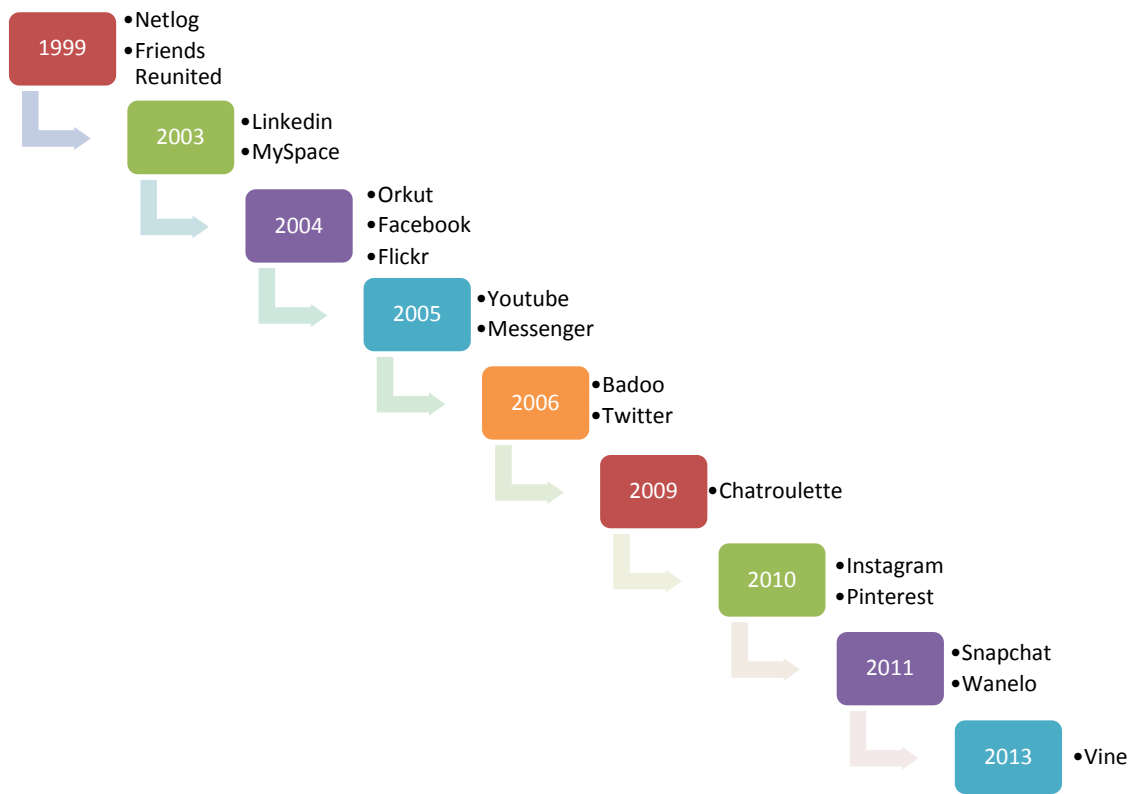 1999
•Netlog
•Friends
Reunited
2003
•Linkedin
•MySpace
2004
•Orkut
•Facebook
•Flickr
2005
•Youtube
•Messenger
2006
•Badoo
•Twitter
2009
•Chatroulette
2010
•Instagram
•Pinterest
2011
•Snapchat
•Wanelo
2013
•Vine